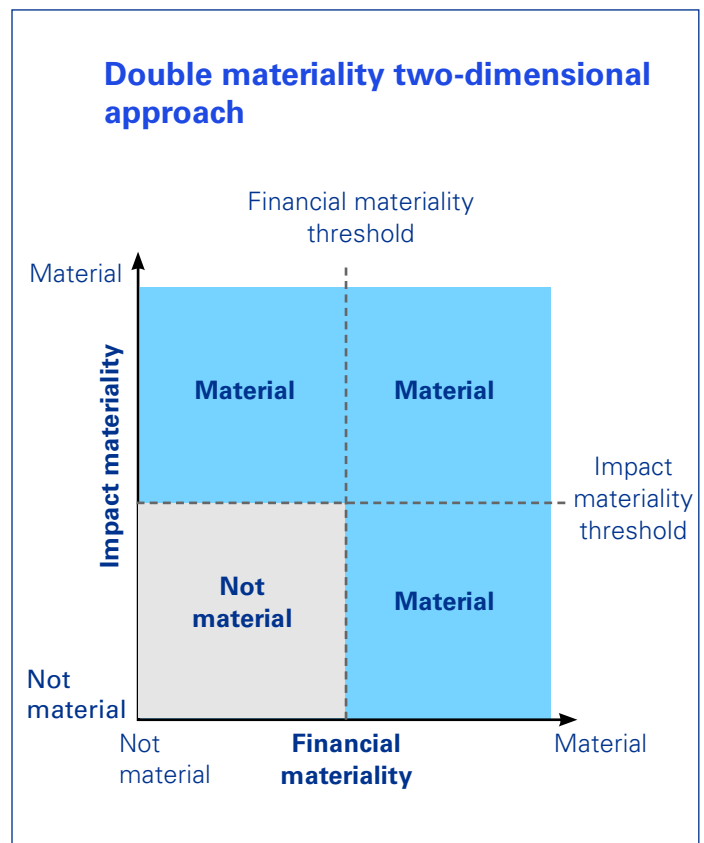 Double materiality two-dimensional
approach
Financial materiality
threshold
Material
Impact materiality
Material
Material
Impact
materiality
threshold
Not
material
Material
Not
material
Not
material
Financial
materiality
Material